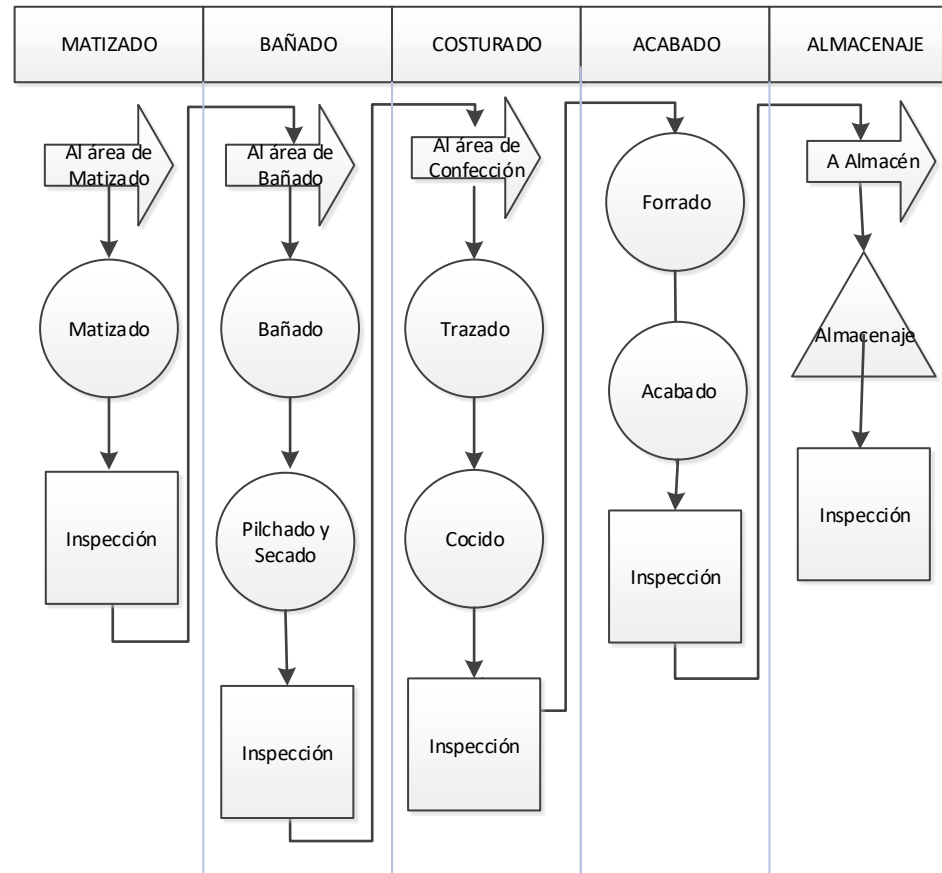 MATIZADO
BAÑADO
COSTURADO
ACABADO
ALMACENAJE
Al área de
Matizado
Matizado
Inspección
Al área de
Bañado
Bañado
Pilchado y
Secado
Inspección
Al área de
Confección
Trazado
Cocido
Inspección
Forrado
Acabado
Inspección
A Almacén
Almacenaje
Inspección